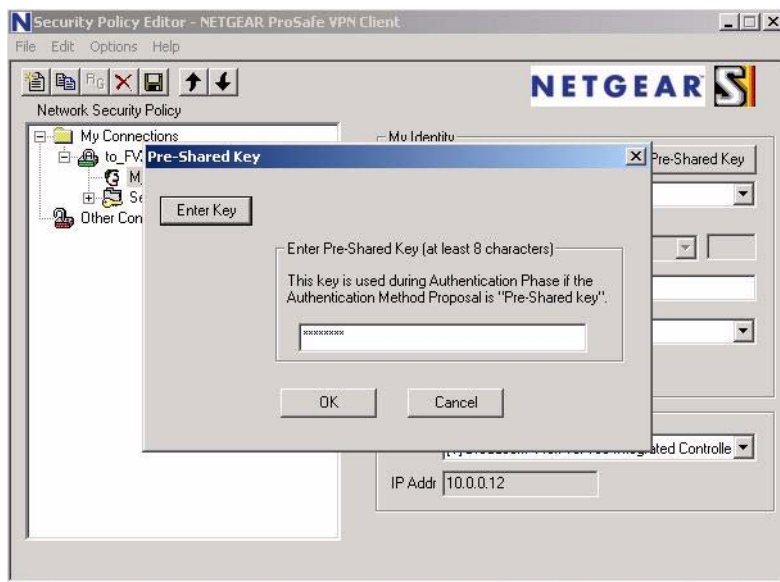 Security Policy Editor - NETGEAR ProSafe VPN Client
File Edit Options Help
NETGEAR
Network Security Policy
My Connections
My Identity
to_FV
Pre-Shared Key
Pre-Shared Key
M
Se
Enter Key
Other Con
Enter Pre-Shared Key (at least 8 characters)
This key is used during Authentication Phase if the
Authentication Method Proposal is "Pre-Shared key".
********
OK
Cancel
Integrated Controlle
IP Addr 10.0.0.12